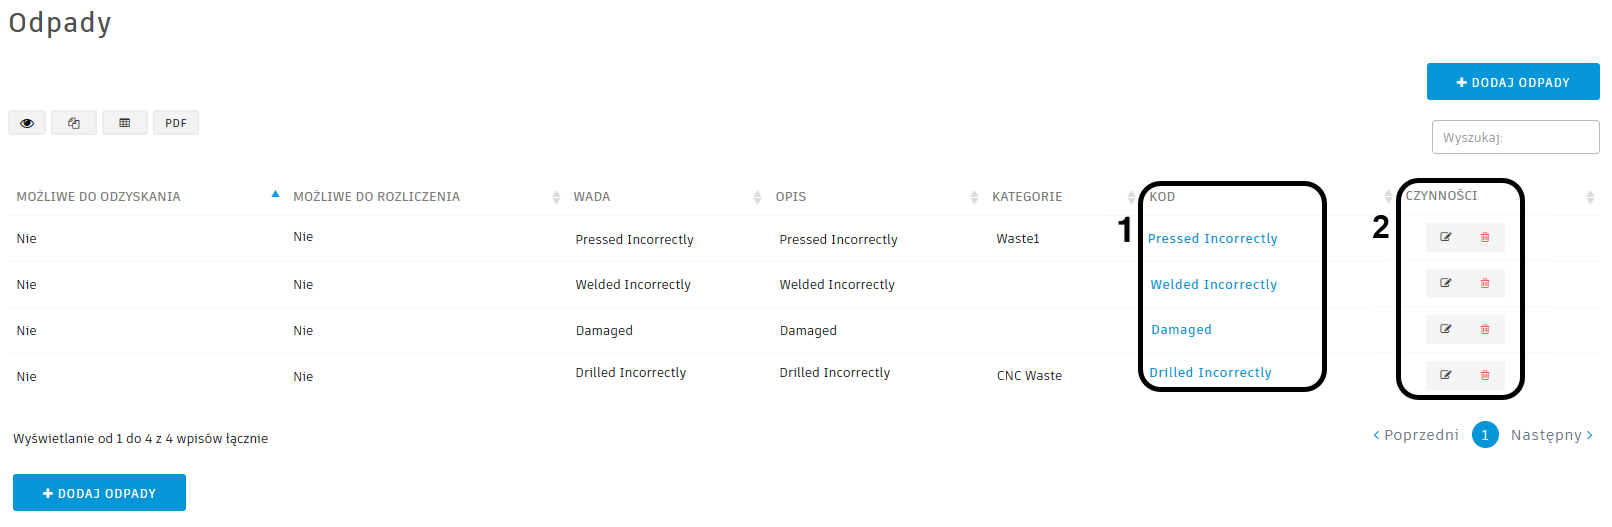 Odpady
DODAJ ODPADY
PDF
Wyszukaj:
MOŻLIWE DO ODZYSKANIA MOŻLIWE DO ROZLICZENIA WADA OPIS KATEGORIE KOD CZYNNOŚCI
1 2
Nie Nie Pressed Incorrectly Pressed Incorrectly Waste1 Pressed Incorrectly
Nie Nie Welded Incorrectly Welded Incorrectly Welded Incorrectly
Nie Nie Damaged Damaged Damaged
Nie Nie Drilled Incorrectly Drilled Incorrectly CNC Waste Drilled Incorrectly
Wyświetlanie od 1 do 4 z 4 wpisów łącznie
Poprzedni 1 Następny
DODAJ ODPADY